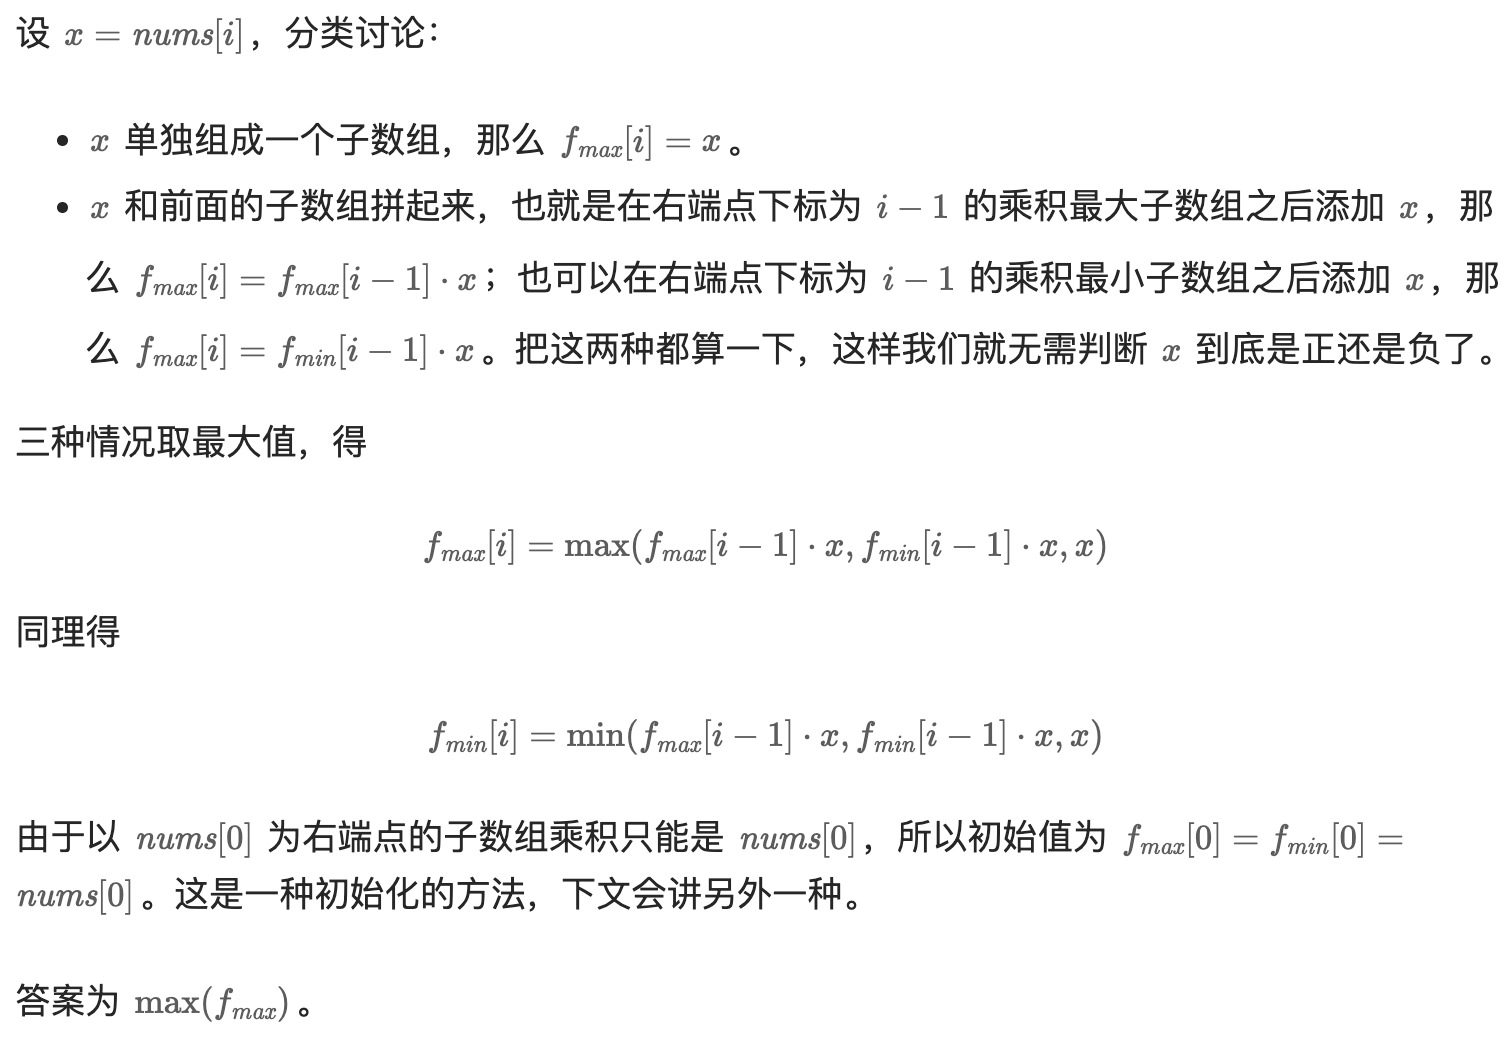 设 x = nums[i]，分类讨论：
• x 单独组成一个子数组，那么 f_{max}[i] = x。
• x 和前面的子数组拼起来，也就是在右端点下标为 i − 1 的乘积最大子数组之后添加 x，那
么 f_{max}[i] = f_{max}[i − 1] · x；也可以在右端点下标为 i − 1 的乘积最小子数组之后添加 x，那
么 f_{max}[i] = f_{min}[i − 1] · x。把这两种都算一下，这样我们就无需判断 x 到底是正还是负了。
三种情况取最大值，得
f_{max}[i] = max(f_{max}[i − 1] · x, f_{min}[i − 1] · x, x)
同理得
f_{min}[i] = min(f_{max}[i − 1] · x, f_{min}[i − 1] · x, x)
由于以 nums[0] 为右端点的子数组乘积只能是 nums[0]，所以初始值为 f_{max}[0] = f_{min}[0] =
nums[0]。这是一种初始化的方法，下文会讲另外一种。
答案为 max(f_{max})。